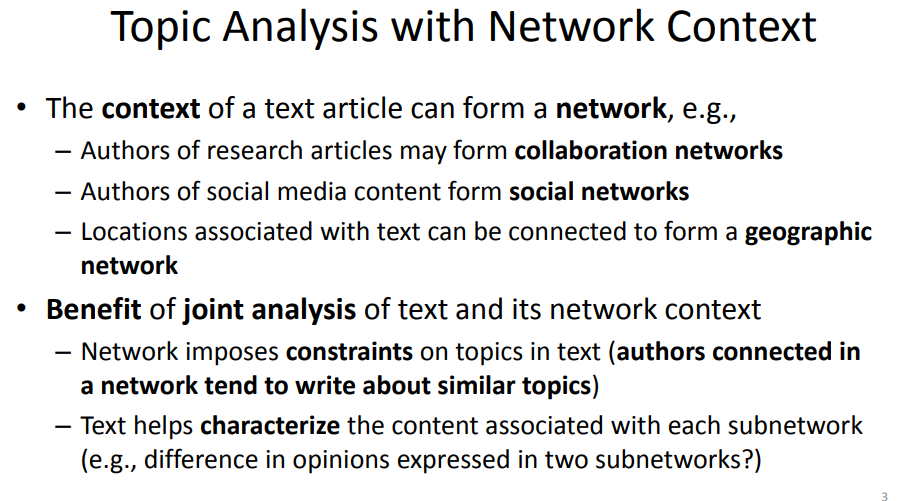 Topic Analysis with Network Context
• The context of a text article can form a network, e.g.,
– Authors of research articles may form collaboration networks
– Authors of social media content form social networks
– Locations associated with text can be connected to form a geographic
network
• Benefit of joint analysis of text and its network context
– Network imposes constraints on topics in text (authors connected in
a network tend to write about similar topics)
– Text helps characterize the content associated with each subnetwork
(e.g., difference in opinions expressed in two subnetworks?)
3